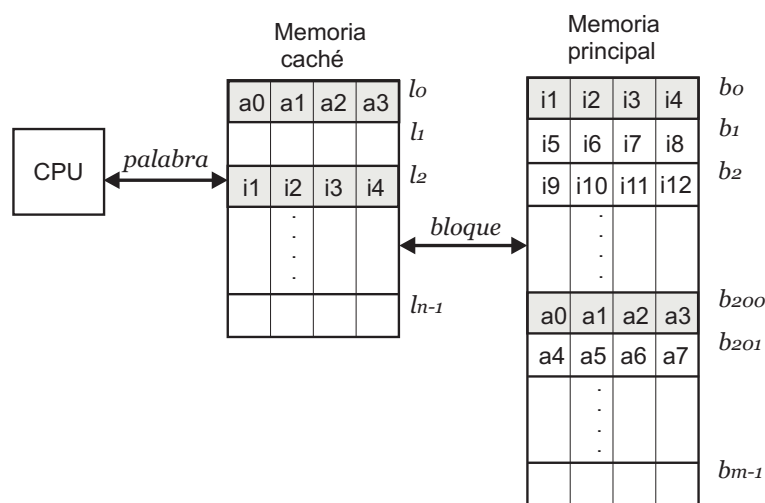 Memoria
caché
Memoria
principal
CPU
palabra
bloque
a0 a1 a2 a3 l0
l1
i1 i2 i3 i4 l2
ln-1
i1 i2 i3 i4 b0
i5 i6 i7 i8 b1
i9 i10 i11 i12 b2
a0 a1 a2 a3 b200
a4 a5 a6 a7 b201
bm-1